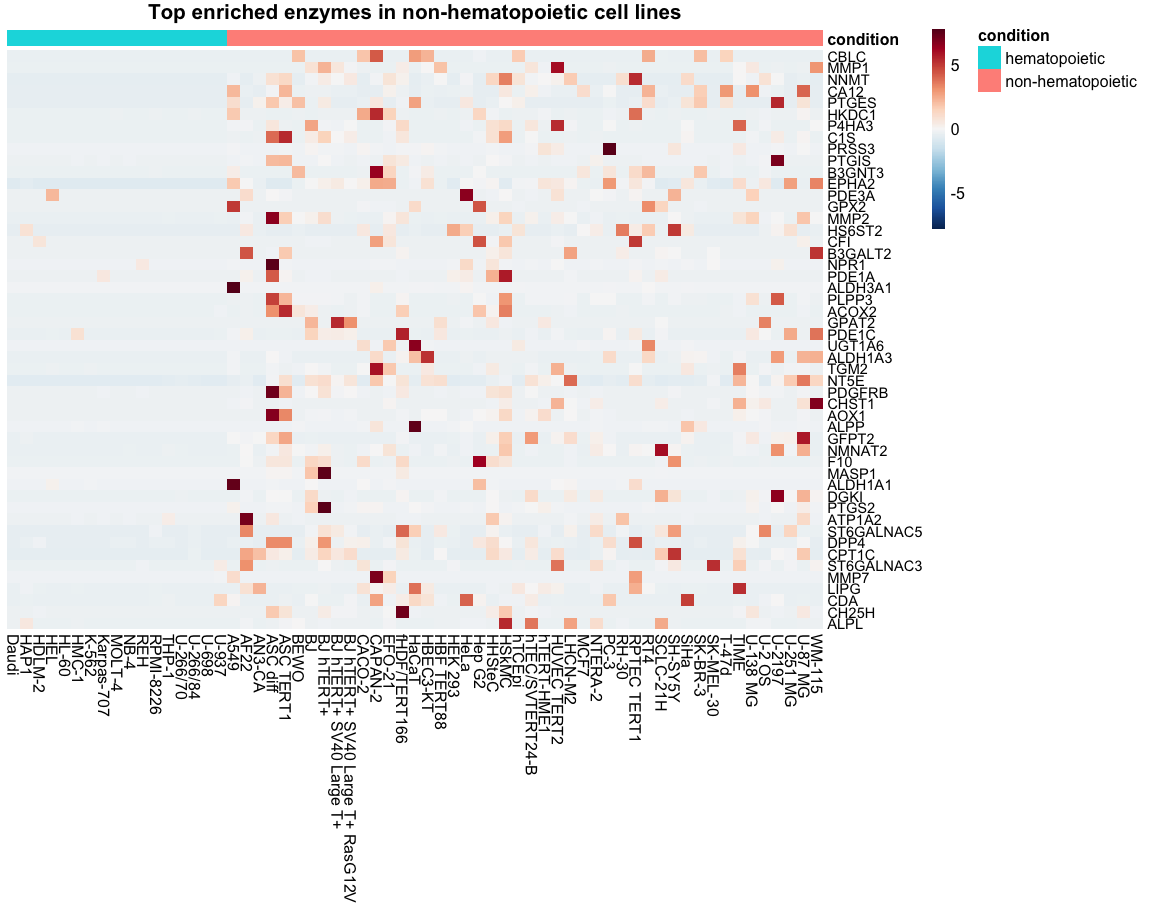 Top enriched enzymes in non-hematopoietic cell lines
condition
CBLC
MMP1
NNMT
CA12
PTGES
HKDC1
P4HA3
C1S
PRSS3
PTGIS
B3GNT3
EPHA2
PDE3A
GPX2
MMP2
HS6ST2
CFI
B3GALT2
NPR1
PDE1A
ALDH3A1
PLPP3
ACOX2
GPAT2
PDE1C
UGT1A6
ALDH1A3
TGM2
NT5E
PDGFRB
CHST1
AOX1
ALPP
GFPT2
NMNAT2
F10
MASP1
ALDH1A1
DGKI
PTGS2
ATP1A2
ST6GALNAC5
DPP4
CPT1C
ST6GALNAC3
MMP7
LIPG
CDA
CH25H
ALPL
Daudi
HAP1
HDLM-2
HEL
HL-60
HMC-1
K-562
Karpas-707
MOLT-4
NB-4
REH
RPMI-8226
THP-1
U-266/70
U-266/84
U-698
U-937
A549
AF22
AN3-CA
ASC diff
ASC TERT1
BEWO
BJ
BJ hTERT+
BJ hTERT+ SV40 Large T+
BJ hTERT+ SV40 Large T+ RasG12V
CACO-2
CAPAN-2
EFO-21
fHDF/TERT166
HaCaT
HBEC3-KT
HBF TERT88
HEK 293
HeLa
Hep G2
HHSteC
HSkMC
hTCEpi
hTEC/SVTERT24-B
hTERT-HME1
HUVEC TERT2
LHCN-M2
MCF7
NTERA-2
PC-3
RH-30
RPTEC TERT1
RT4
SCLC-21H
SH-SY5Y
SiHa
SK-BR-3
SK-MEL-30
T-47d
TIME
U-138 MG
U-2 OS
U-2197
U-251 MG
U-87 MG
WM-115
5
0
-5
condition
hematopoietic
non-hematopoietic